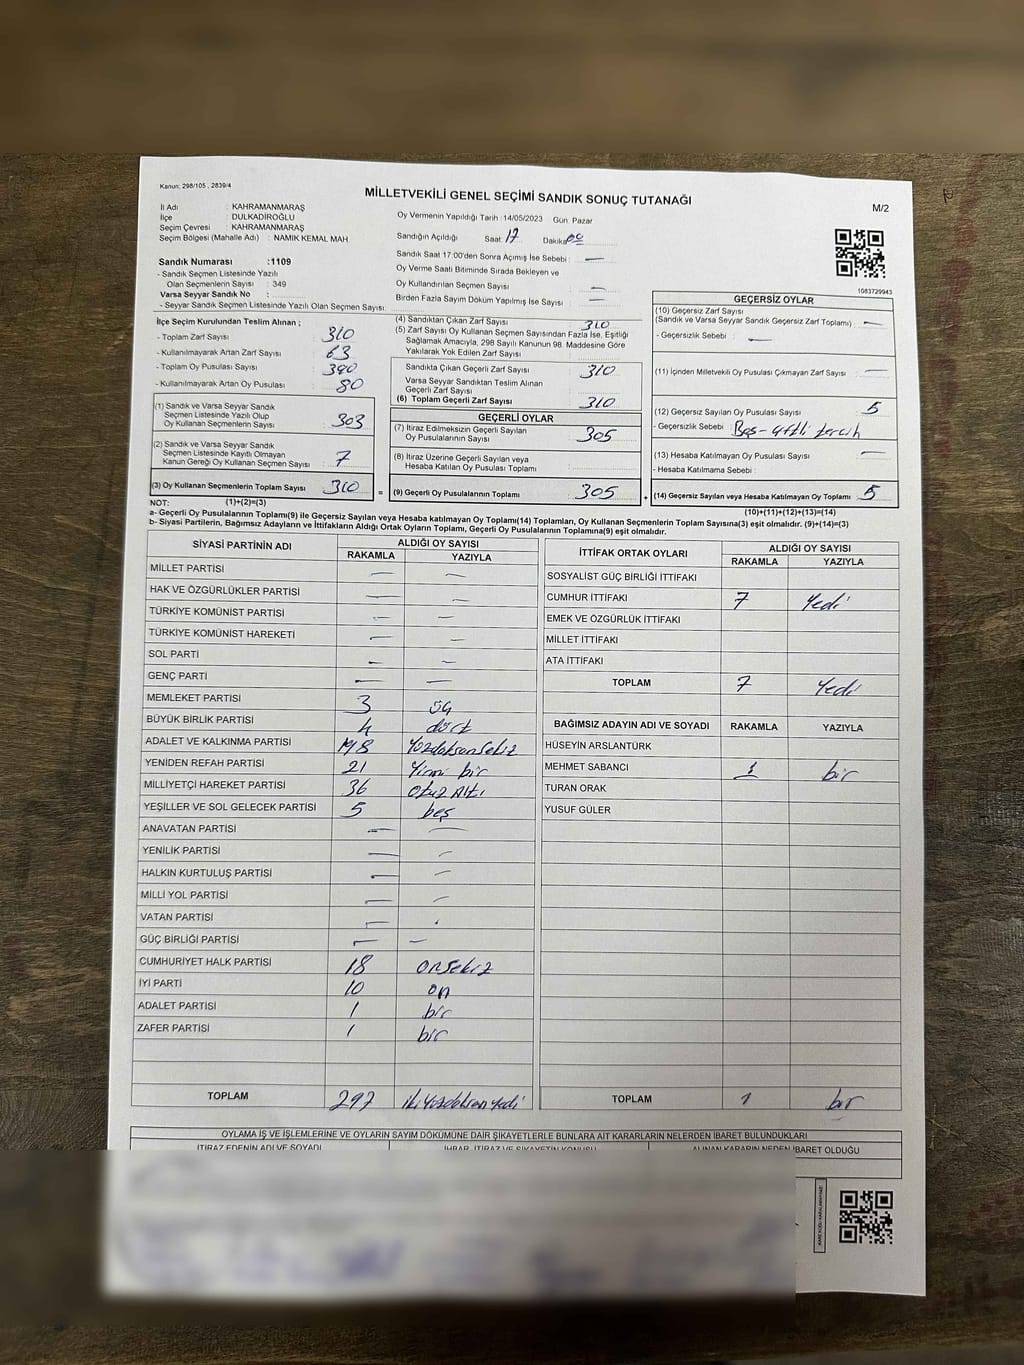 Kanun; 298/105 , 2839/4
MİLLETVEKİLİ GENEL SEÇİMİ SANDIK SONUÇ TUTANAĞI
M/2
İl Adı : KAHRAMANMARAŞ
İlçe : DULKADİROĞLU
Seçim Çevresi : KAHRAMANMARAŞ
Seçim Bölgesi (Mahalle Adı) : NAMIK KEMAL MAH
Sandık Numarası :1109
- Sandık Seçmen Listesinde Yazılı
Olan Seçmenlerin Sayısı : 349
Varsa Seyyar Sandık No :
- Seyyar Sandık Seçmen Listesinde Yazılı Olan Seçmen Sayısı:
Oy Vermenin Yapıldığı Tarih : 14/05/2023 Gün: Pazar
Sandığın Açıldığı Saat: 17 Dakika:
Sandık Saat 17:00'den Sonra Açımış İse Sebebi : —
Oy Verme Saati Bitiminde Sırada Bekleyen ve
Oy Kullandırılan Seçmen Sayısı : —
Birden Fazla Sayım Döküm Yapılmış İse Sayısı : —
1083729943
İlçe Seçim Kurulundan Teslim Alınan ;
- Toplam Zarf Sayısı : 310
- Kullanılmayarak Artan Zarf Sayısı : 63
- Toplam Oy Pusulası Sayısı : 390
- Kullanılmayarak Artan Oy Pusulası : 80
(1) Sandık ve Varsa Seyyar Sandık
Seçmen Listesinde Yazılı Olup
Oy Kullanan Seçmenlerin Sayısı : 303
(2) Sandık ve Varsa Seyyar Sandık
Seçmen Listesinde Kayıtlı Olmayan
Kanun Gereği Oy Kullanan Seçmen Sayısı : 7
(3) Oy Kullanan Seçmenlerin Toplam Sayısı : 310
(1)+(2)=(3)
(4) Sandıktan Çıkan Zarf Sayısı : 310
(5) Zarf Sayısı Oy Kullanan Seçmen Sayısından Fazla İse, Eşitliği
Sağlamak Amacıyla, 298 Sayılı Kanunun 98. Maddesine Göre
Yakılarak Yok Edilen Zarf Sayısı :
Sandıkta Çıkan Geçerli Zarf Sayısı : 310
Varsa Seyyar Sandıktan Teslim Alınan
Geçerli Zarf Sayısı :
(6) Toplam Geçerli Zarf Sayısı : 310
GEÇERLİ OYLAR
(7) İtiraz Edilmeksizin Geçerli Sayılan
Oy Pusulalarının Sayısı : 305
(8) İtiraz Üzerine Geçerli Sayılan veya
Hesaba Katılan Oy Pusulası Toplamı :
= (9) Geçerli Oy Pusulalarının Toplamı : 305
GEÇERSİZ OYLAR
(10) Geçersiz Zarf Sayısı
(Sandık ve Varsa Seyyar Sandık Geçersiz Zarf Toplamı) : —
- Geçersizlik Sebebi : —
(11) İçinden Milletvekili Oy Pusulası Çıkmayan Zarf Sayısı : —
(12) Geçersiz Sayılan Oy Pusulası Sayısı : 5
- Geçersizlik Sebebi : Beş- tercih
(13) Hesaba Katılmayan Oy Pusulası Sayısı : —
- Hesaba Katılmama Sebebi :
+ (14) Geçersiz Sayılan veya Hesaba Katılmayan Oy Toplamı : 5
(10)+(11)+(12)+(13)=(14)
NOT:
a- Geçerli Oy Pusulalarının Toplamı(9) ile Geçersiz Sayılan veya Hesaba katılmayan Oy Toplamı(14) Toplamları, Oy Kullanan Seçmenlerin Toplam Sayısına(3) eşit olmalıdır. (9)+(14)=(3)
b- Siyasi Partilerin, Bağımsız Adayların ve İttifakların Aldığı Ortak Oyların Toplamı, Geçerli Oy Pusulalarının Toplamına(9) eşit olmalıdır.
SİYASİ PARTİNİN ADI ALDIĞI OY SAYISI
RAKAMLA YAZIYLA
MİLLET PARTİSİ — —
HAK VE ÖZGÜRLÜKLER PARTİSİ — —
TÜRKİYE KOMÜNİST PARTİSİ — —
TÜRKİYE KOMÜNİST HAREKETİ — —
SOL PARTİ — —
GENÇ PARTİ — —
MEMLEKET PARTİSİ 3 üç
BÜYÜK BİRLİK PARTİSİ 4 dört
ADALET VE KALKINMA PARTİSİ 198 Yüzdoksansekiz
YENİDEN REFAH PARTİSİ 21 Yirmi bir
MİLLİYETÇİ HAREKET PARTİSİ 36 Otuz Altı
YEŞİLLER VE SOL GELECEK PARTİSİ 5 beş
ANAVATAN PARTİSİ — —
YENİLİK PARTİSİ — —
HALKIN KURTULUŞ PARTİSİ — —
MİLLİ YOL PARTİSİ — —
VATAN PARTİSİ —
GÜÇ BİRLİĞİ PARTİSİ — —
CUMHURİYET HALK PARTİSİ 18 onsekiz
İYİ PARTİ 10 on
ADALET PARTİSİ 1 bir
ZAFER PARTİSİ 1 bir
TOPLAM 297 ikiyüzdoksanyedi
İTTİFAK ORTAK OYLARI ALDIĞI OY SAYISI
RAKAMLA YAZIYLA
SOSYALİST GÜÇ BİRLİĞİ İTTİFAKI
CUMHUR İTTİFAKI 7 Yedi
EMEK VE ÖZGÜRLÜK İTTİFAKI
MİLLET İTTİFAKI
ATA İTTİFAKI
TOPLAM 7 Yedi
BAĞIMSIZ ADAYIN ADI VE SOYADI RAKAMLA YAZIYLA
HÜSEYİN ARSLANTÜRK
MEHMET SABANCI 1 bir
TURAN ORAK
YUSUF GÜLER
TOPLAM 1 bir
OYLAMA İŞ VE İŞLEMLERİNE VE OYLARIN SAYIM DÖKÜMÜNE DAİR ŞİKAYETLERLE BUNLARA AİT KARARLARIN NELERDEN İBARET BULUNDUKLARI
İTİRAZ EDENİN ADI VE SOYADI İHBAR, İTİRAZ VE ŞİKAYETİN KONUSU ALINAN KARARIN NEDEN İBARET OLDUĞU